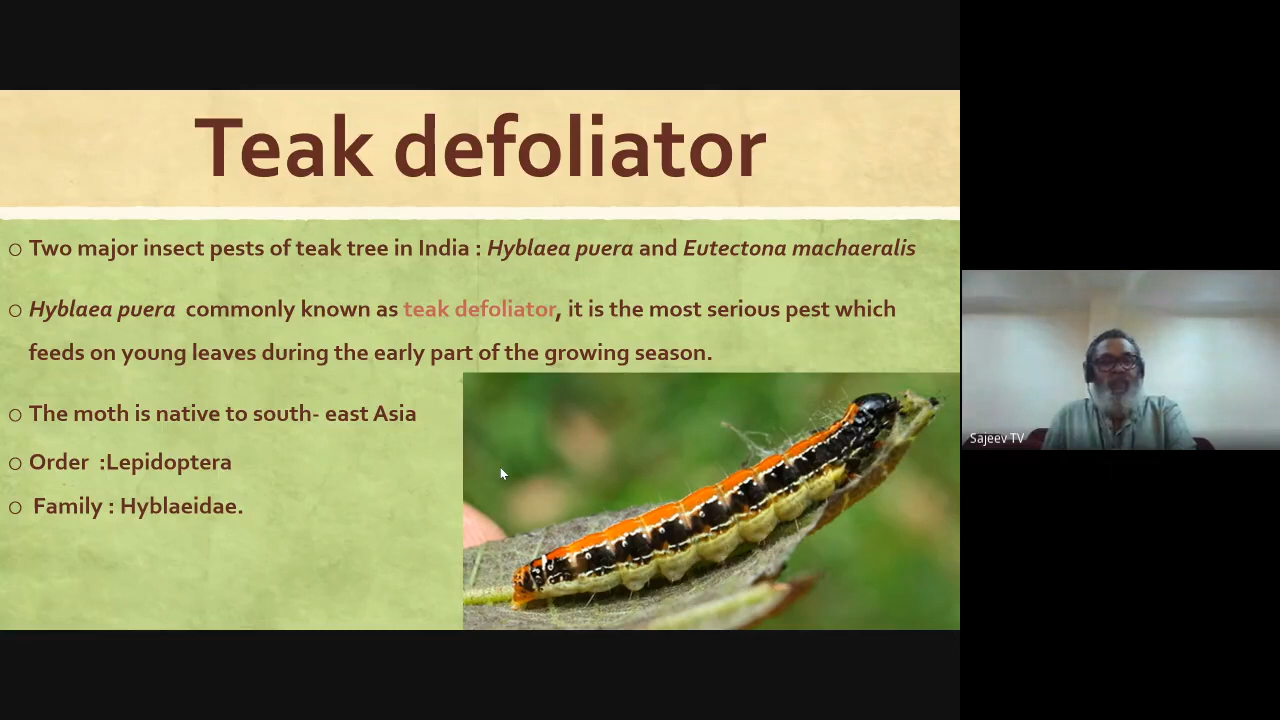 Teak defoliator
○ Two major insect pests of teak tree in India : Hyblaea puera and Eutectona machaeralis
○ Hyblaea puera commonly known as teak defoliator, it is the most serious pest which
feeds on young leaves during the early part of the growing season.
○ The moth is native to south- east Asia
○ Order :Lepidoptera
○ Family : Hyblaeidae.
Sajeev TV